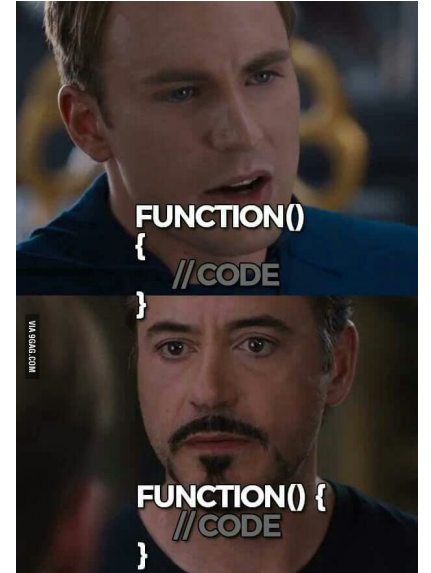 FUNCTION()
{
//CODE
}
VIA 9GAG.COM
FUNCTION() {
//CODE
}